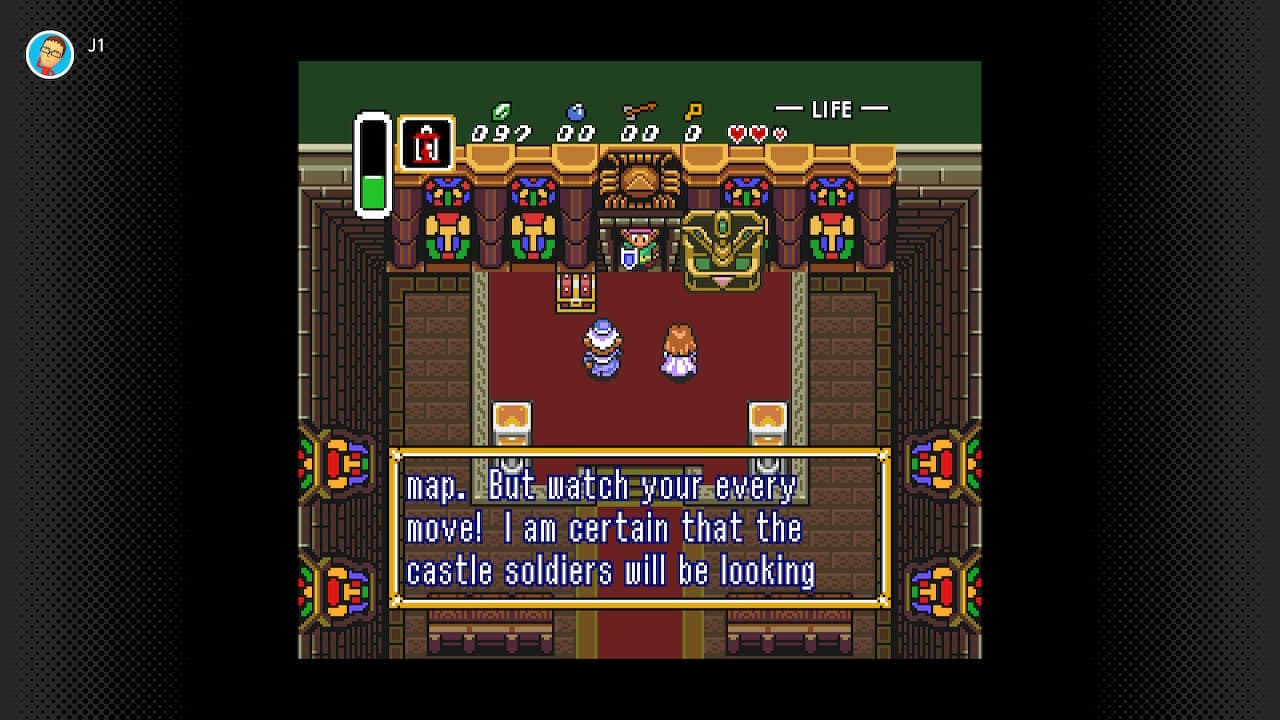 J1
LIFE
097 00 00 0
map. But watch your every
move! I am certain that the
castle soldiers will be looking